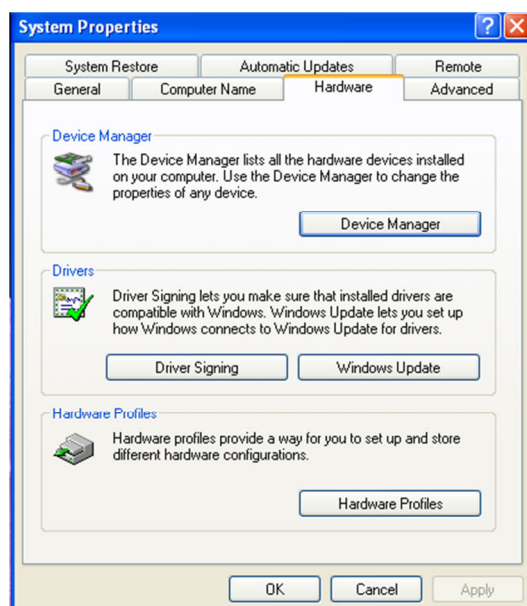 System Properties
System Restore Automatic Updates Remote
General Computer Name Hardware Advanced
Device Manager
The Device Manager lists all the hardware devices installed
on your computer. Use the Device Manager to change the
properties of any device.
Device Manager
Drivers
Driver Signing lets you make sure that installed drivers are
compatible with Windows. Windows Update lets you set up
how Windows connects to Windows Update for drivers.
Driver Signing Windows Update
Hardware Profiles
Hardware profiles provide a way for you to set up and store
different hardware configurations.
Hardware Profiles
OK Cancel Apply